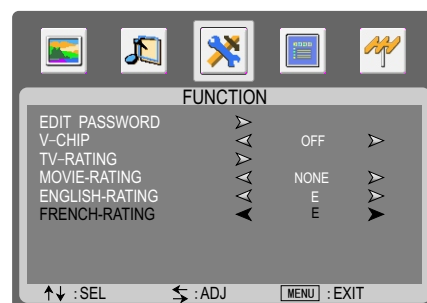 FUNCTION
EDIT PASSWORD
V-CHIP OFF
TV-RATING
MOVIE-RATING NONE
ENGLISH-RATING E
FRENCH-RATING E
:SEL :ADJ MENU : EXIT